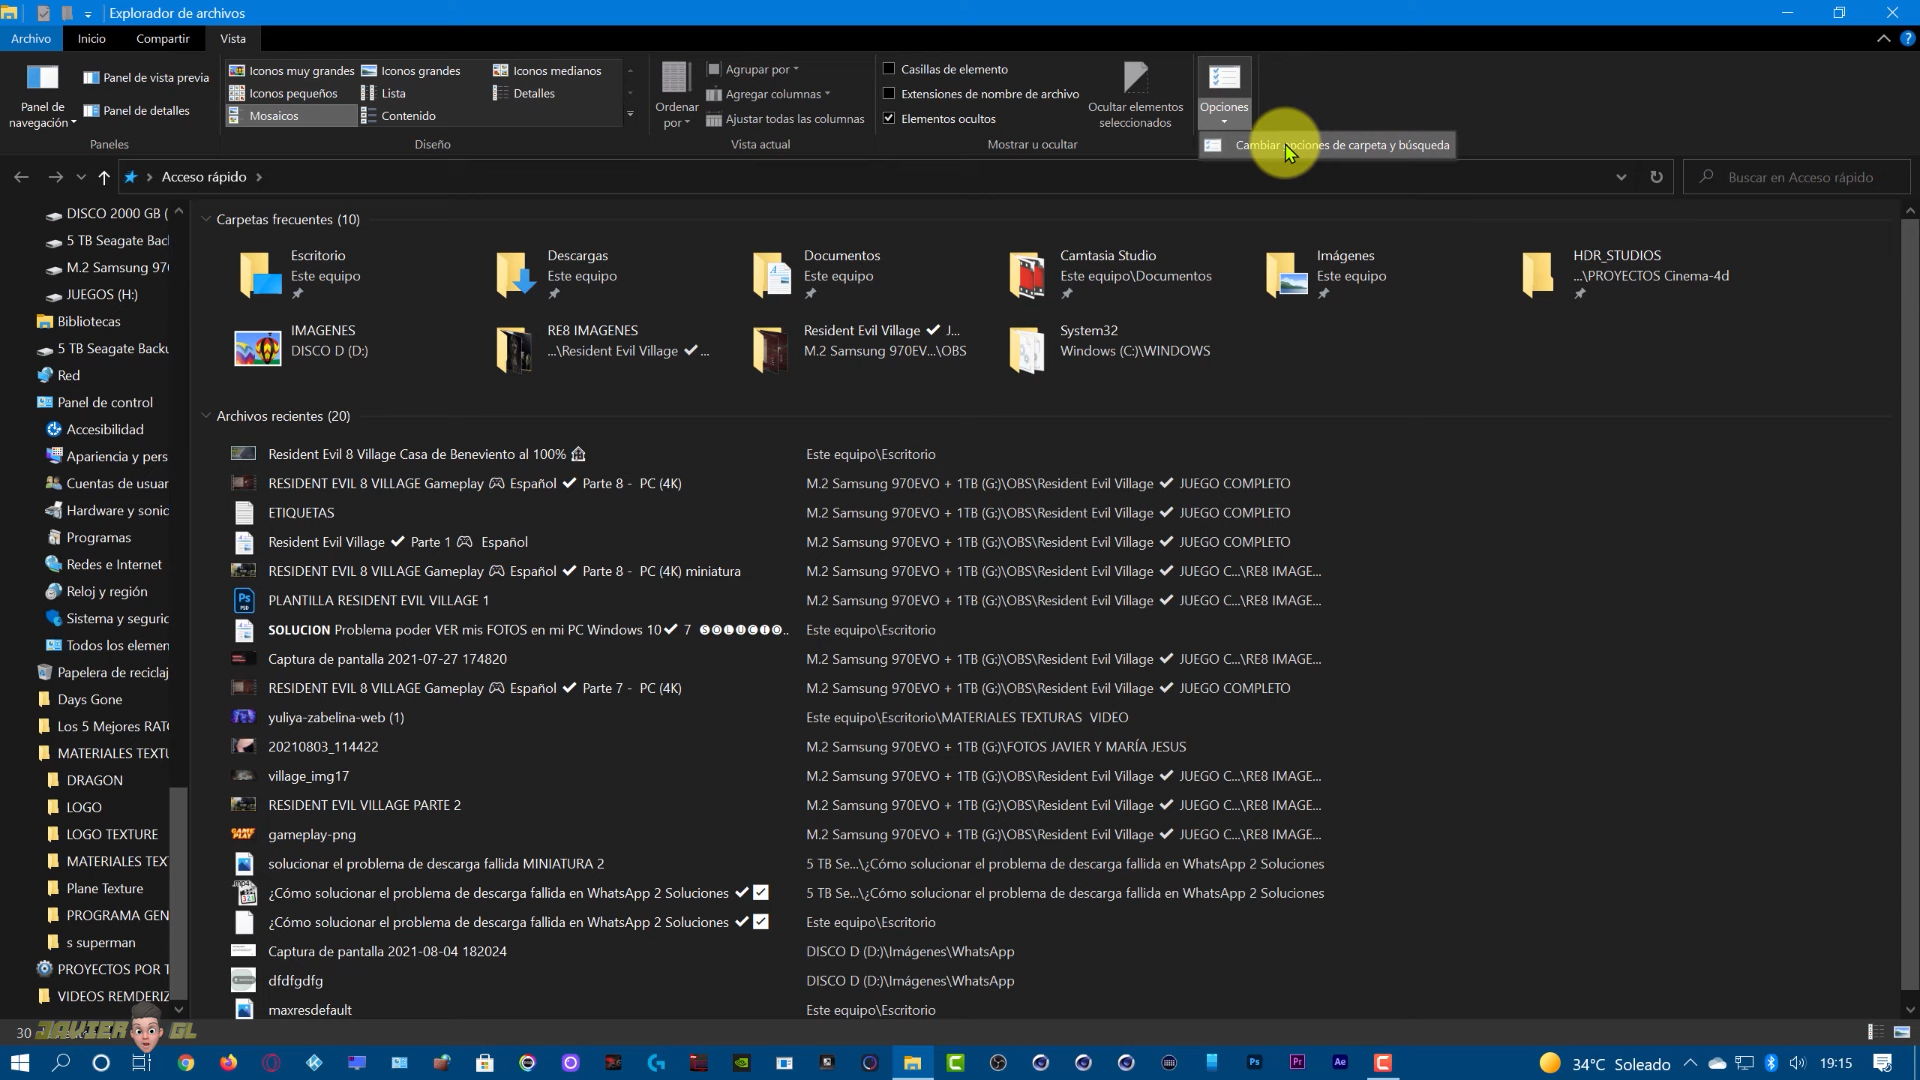 Explorador de archivos
Archivo Inicio Compartir Vista
Panel de navegación
Panel de vista previa
Panel de detalles
Paneles
Iconos muy grandes Iconos grandes Iconos medianos
Iconos pequeños Lista Detalles
Mosaicos Contenido
Diseño
Ordenar por
Agrupar por
Agregar columnas
Ajustar todas las columnas
Vista actual
Casillas de elemento
Extensiones de nombre de archivo
Elementos ocultos
Ocultar elementos seleccionados
Mostrar u ocultar
Opciones
Cambiar opciones de carpeta y búsqueda
Acceso rápido
Buscar en Acceso rápido
DISCO 2000 GB (
5 TB Seagate Bac
M.2 Samsung 970
JUEGOS (H:)
Bibliotecas
5 TB Seagate Backu
Red
Panel de control
Accesibilidad
Apariencia y pers
Cuentas de usuar
Hardware y sonic
Programas
Redes e Internet
Reloj y región
Sistema y seguric
Todos los elemen
Papelera de reciclaj
Days Gone
Los 5 Mejores RAT
MATERIALES TEXTU
DRAGON
LOGO
LOGO TEXTURE
MATERIALES TEX
Plane Texture
PROGRAMA GEN
s superman
PROYECTOS POR T
VIDEOS REMDERIZ
Carpetas frecuentes (10)
Escritorio
Este equipo
Descargas
Este equipo
Documentos
Este equipo
Camtasia Studio
Este equipo\Documentos
Imágenes
Este equipo
HDR_STUDIOS
...\PROYECTOS Cinema-4d
IMAGENES
DISCO D (D:)
RE8 IMAGENES
...\Resident Evil Village ✔ ...
Resident Evil Village ✔ J...
M.2 Samsung 970EV...\OBS
System32
Windows (C:)\WINDOWS
Archivos recientes (20)
Resident Evil 8 Village Casa de Beneviento al 100% 🏠 Este equipo\Escritorio
RESIDENT EVIL 8 VILLAGE Gameplay 🎮 Español ✔ Parte 8 - PC (4K) M.2 Samsung 970EVO + 1TB (G:)\OBS\Resident Evil Village ✔ JUEGO COMPLETO
ETIQUETAS M.2 Samsung 970EVO + 1TB (G:)\OBS\Resident Evil Village ✔ JUEGO COMPLETO
Resident Evil Village ✔ Parte 1 🎮 Español M.2 Samsung 970EVO + 1TB (G:)\OBS\Resident Evil Village ✔ JUEGO COMPLETO
RESIDENT EVIL 8 VILLAGE Gameplay 🎮 Español ✔ Parte 8 - PC (4K) miniatura M.2 Samsung 970EVO + 1TB (G:)\OBS\Resident Evil Village ✔ JUEGO C...\RE8 IMAGE...
PLANTILLA RESIDENT EVIL VILLAGE 1 M.2 Samsung 970EVO + 1TB (G:)\OBS\Resident Evil Village ✔ JUEGO C...\RE8 IMAGE...
SOLUCION Problema poder VER mis FOTOS en mi PC Windows 10✔ 7 🅢🅞🅛🅤🅒🅘🅞.. Este equipo\Escritorio
Captura de pantalla 2021-07-27 174820 M.2 Samsung 970EVO + 1TB (G:)\OBS\Resident Evil Village ✔ JUEGO C...\RE8 IMAGE...
RESIDENT EVIL 8 VILLAGE Gameplay 🎮 Español ✔ Parte 7 - PC (4K) M.2 Samsung 970EVO + 1TB (G:)\OBS\Resident Evil Village ✔ JUEGO COMPLETO
yuliya-zabelina-web (1) Este equipo\Escritorio\MATERIALES TEXTURAS VIDEO
20210803_114422 M.2 Samsung 970EVO + 1TB (G:)\FOTOS JAVIER Y MARÍA JESUS
village_img17 M.2 Samsung 970EVO + 1TB (G:)\OBS\Resident Evil Village ✔ JUEGO C...\RE8 IMAGE...
RESIDENT EVIL VILLAGE PARTE 2 M.2 Samsung 970EVO + 1TB (G:)\OBS\Resident Evil Village ✔ JUEGO C...\RE8 IMAGE...
gameplay-png M.2 Samsung 970EVO + 1TB (G:)\OBS\Resident Evil Village ✔ JUEGO C...\RE8 IMAGE...
solucionar el problema de descarga fallida MINIATURA 2 5 TB Se...\¿Cómo solucionar el problema de descarga fallida en WhatsApp 2 Soluciones
¿Cómo solucionar el problema de descarga fallida en WhatsApp 2 Soluciones ✔ ☑ 5 TB Se...\¿Cómo solucionar el problema de descarga fallida en WhatsApp 2 Soluciones
¿Cómo solucionar el problema de descarga fallida en WhatsApp 2 Soluciones ✔ ☑ Este equipo\Escritorio
Captura de pantalla 2021-08-04 182024 DISCO D (D:)\Imágenes\WhatsApp
dfdfgdfg DISCO D (D:)\Imágenes\WhatsApp
maxresdefault Este equipo\Escritorio
30
JAVIER GL
34°C Soleado 19:15